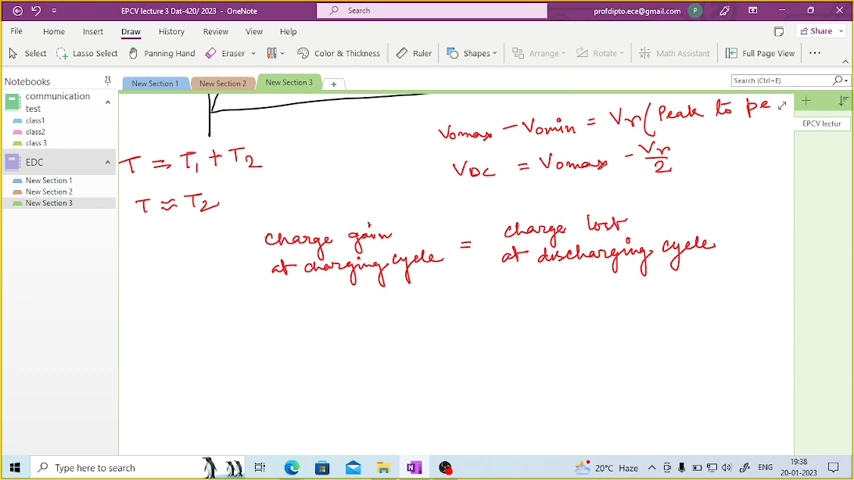 EPCV lecture 3 Dat-420/ 2023 - OneNote
Search
profdipto.ece@gmail.com
P
File
Home
Insert
Draw
History
Review
View
Help
Share
Select
Lasso Select
Panning Hand
Eraser
Color & Thickness
Ruler
Shapes
Arrange
Rotate
Math Assistant
Full Page View
Notebooks
New Section 1
New Section 2
New Section 3
Search (Ctrl+E)
communication
test
class1
class2
class 3
EDC
New Section 1
New Section 2
New Section 3
EPCV lectur
Vomax - Vomin = Vr (Peak to pe
T ⇒ T1 + T2
VDC = Vomax - Vr/2
T ≈ T2
charge gain
at charging cycle
=
charge lost
at discharging cycle
Type here to search
20°C Haze
ENG
19:38
20-01-2023